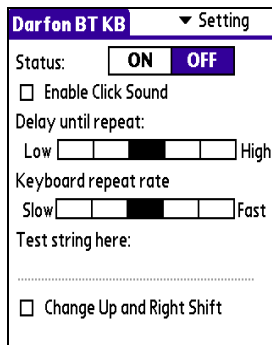 Darfon BT KB ▼ Setting
Status: ON OFF
Enable Click Sound
Delay until repeat:
Low High
Keyboard repeat rate
Slow Fast
Test string here:
Change Up and Right Shift